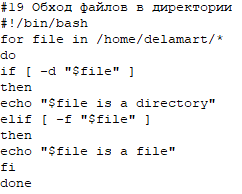 #19 Обход файлов в директории
#!/bin/bash
for file in /home/delamart/*
do
if [ -d "$file" ]
then
echo "$file is a directory"
elif [ -f "$file" ]
then
echo "$file is a file"
fi
done